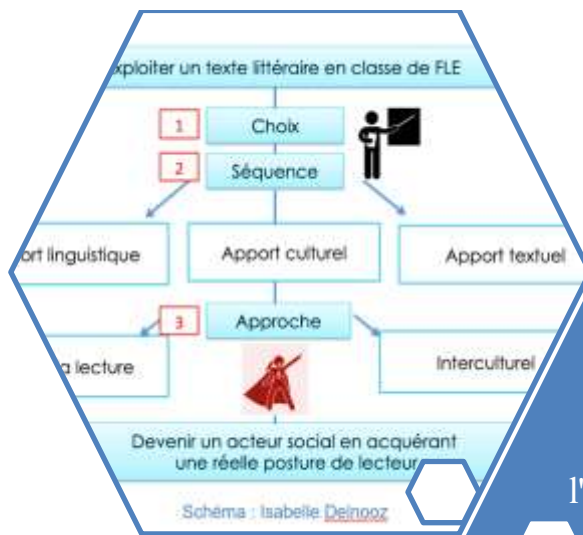 xploiter un texte littéraire en classe de FLE
1 Choix
2 Séquence
ort linguistique Apport culturel Apport textuel
3 Approche
a lecture Interculturel
Devenir un acteur social en acquérant
une réelle posture de lecteur
Schéma : Isabelle Delnooz
l'